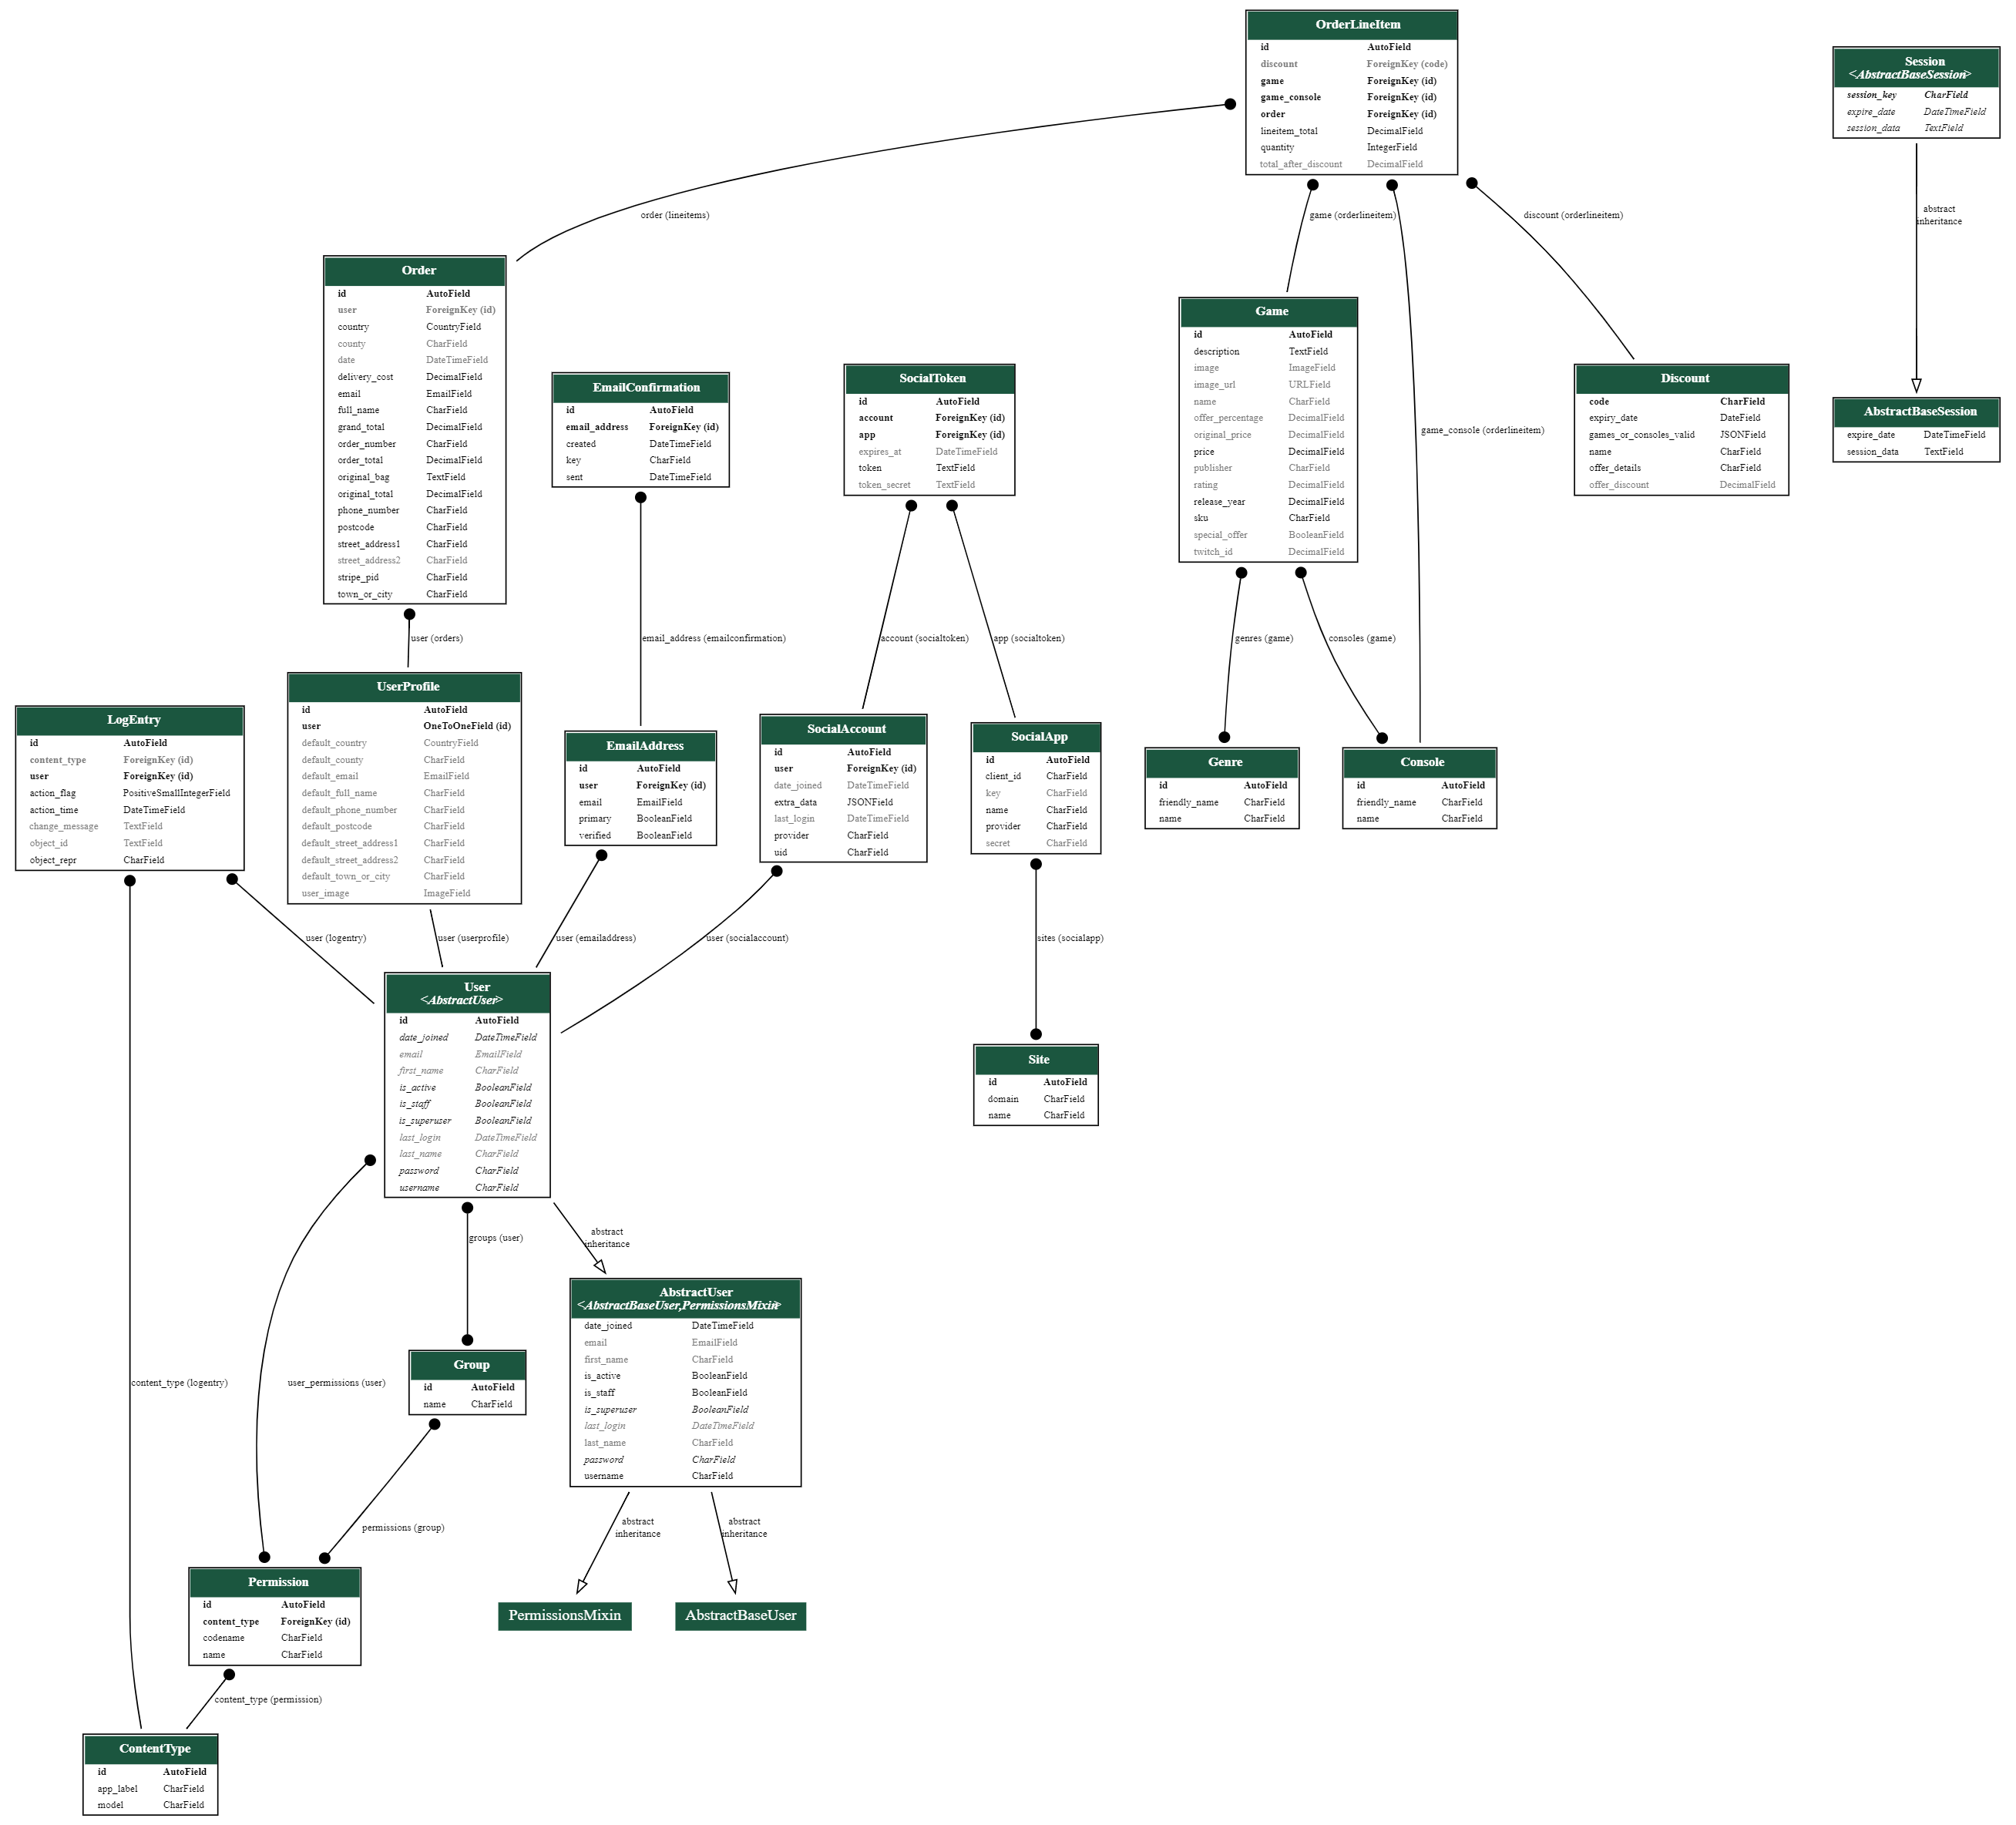 OrderLineItem
id AutoField
discount ForeignKey (code)
game ForeignKey (id)
game_console ForeignKey (id)
order ForeignKey (id)
lineitem_total DecimalField
quantity IntegerField
total_after_discount DecimalField
Session
<AbstractBaseSession>
session_key CharField
expire_date DateTimeField
session_data TextField
order (lineitems)
game (orderlineitem)
discount (orderlineitem)
abstract
inheritance
Order
id AutoField
user ForeignKey (id)
country CountryField
county CharField
date DateTimeField
delivery_cost DecimalField
email EmailField
full_name CharField
grand_total DecimalField
order_number CharField
order_total DecimalField
original_bag TextField
original_total DecimalField
phone_number CharField
postcode CharField
street_address1 CharField
street_address2 CharField
stripe_pid CharField
town_or_city CharField
EmailConfirmation
id AutoField
email_address ForeignKey (id)
created DateTimeField
key CharField
sent DateTimeField
SocialToken
id AutoField
account ForeignKey (id)
app ForeignKey (id)
expires_at DateTimeField
token TextField
token_secret TextField
Game
id AutoField
description TextField
image ImageField
image_url URLField
name CharField
offer_percentage DecimalField
original_price DecimalField
price DecimalField
publisher CharField
rating DecimalField
release_year DecimalField
sku CharField
special_offer BooleanField
twitch_id DecimalField
game_console (orderlineitem)
Discount
code CharField
expiry_date DateField
games_or_consoles_valid JSONField
name CharField
offer_details CharField
offer_discount DecimalField
AbstractBaseSession
expire_date DateTimeField
session_data TextField
user (orders)
email_address (emailconfirmation)
account (socialtoken)
app (socialtoken)
genres (game)
consoles (game)
LogEntry
id AutoField
content_type ForeignKey (id)
user ForeignKey (id)
action_flag PositiveSmallIntegerField
action_time DateTimeField
change_message TextField
object_id TextField
object_repr CharField
UserProfile
id AutoField
user OneToOneField (id)
default_country CountryField
default_county CharField
default_email EmailField
default_full_name CharField
default_phone_number CharField
default_postcode CharField
default_street_address1 CharField
default_street_address2 CharField
default_town_or_city CharField
user_image ImageField
EmailAddress
id AutoField
user ForeignKey (id)
email EmailField
primary BooleanField
verified BooleanField
SocialAccount
id AutoField
user ForeignKey (id)
date_joined DateTimeField
extra_data JSONField
last_login DateTimeField
provider CharField
uid CharField
SocialApp
id AutoField
client_id CharField
key CharField
name CharField
provider CharField
secret CharField
Genre
id AutoField
friendly_name CharField
name CharField
Console
id AutoField
friendly_name CharField
name CharField
user (logentry)
user (userprofile)
user (emailaddress)
user (socialaccount)
sites (socialapp)
User
<AbstractUser>
id AutoField
date_joined DateTimeField
email EmailField
first_name CharField
is_active BooleanField
is_staff BooleanField
is_superuser BooleanField
last_login DateTimeField
last_name CharField
password CharField
username CharField
Site
id AutoField
domain CharField
name CharField
groups (user)
abstract
inheritance
AbstractUser
<AbstractBaseUser,PermissionsMixin>
date_joined DateTimeField
email EmailField
first_name CharField
is_active BooleanField
is_staff BooleanField
is_superuser BooleanField
last_login DateTimeField
last_name CharField
password CharField
username CharField
content_type (logentry)
user_permissions (user)
Group
id AutoField
name CharField
permissions (group)
abstract
inheritance
abstract
inheritance
Permission
id AutoField
content_type ForeignKey (id)
codename CharField
name CharField
PermissionsMixin
AbstractBaseUser
content_type (permission)
ContentType
id AutoField
app_label CharField
model CharField